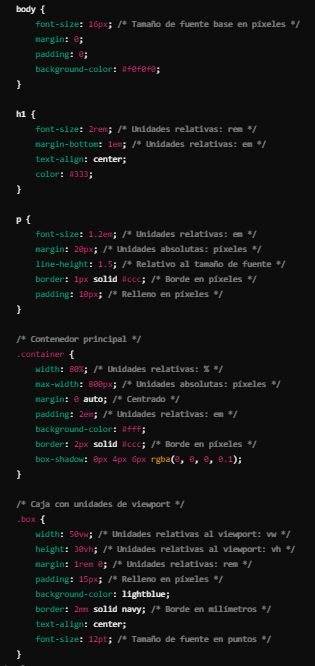 body {
font-size: 16px; /* Tamaño de fuente base en píxeles */
margin: 0;
padding: 0;
background-color: #f0f0f0;
}
h1 {
font-size: 2rem; /* Unidades relativas: rem */
margin-bottom: 1em; /* Unidades relativas: em */
text-align: center;
color: #333;
}
p {
font-size: 1.2em; /* Unidades relativas: em */
margin: 20px; /* Unidades absolutas: píxeles */
line-height: 1.5; /* Relativo al tamaño de fuente */
border: 1px solid #ccc; /* Borde en píxeles */
padding: 10px; /* Relleno en píxeles */
}
/* Contenedor principal */
.container {
width: 80%; /* Unidades relativas: % */
max-width: 800px; /* Unidades absolutas: píxeles */
margin: 0 auto; /* Centrado */
padding: 2em; /* Unidades relativas: em */
background-color: #fff;
border: 2px solid #ccc; /* Borde en píxeles */
box-shadow: 0px 4px 6px rgba(0, 0, 0, 0.1);
}
/* Caja con unidades de viewport */
.box {
width: 50vw; /* Unidades relativas al viewport: vw */
height: 30vh; /* Unidades relativas al viewport: vh */
margin: 1rem 0; /* Unidades relativas: rem */
padding: 15px; /* Relleno en píxeles */
background-color: lightblue;
border: 2mm solid navy; /* Borde en milímetros */
text-align: center;
font-size: 12pt; /* Tamaño de fuente en puntos */
}